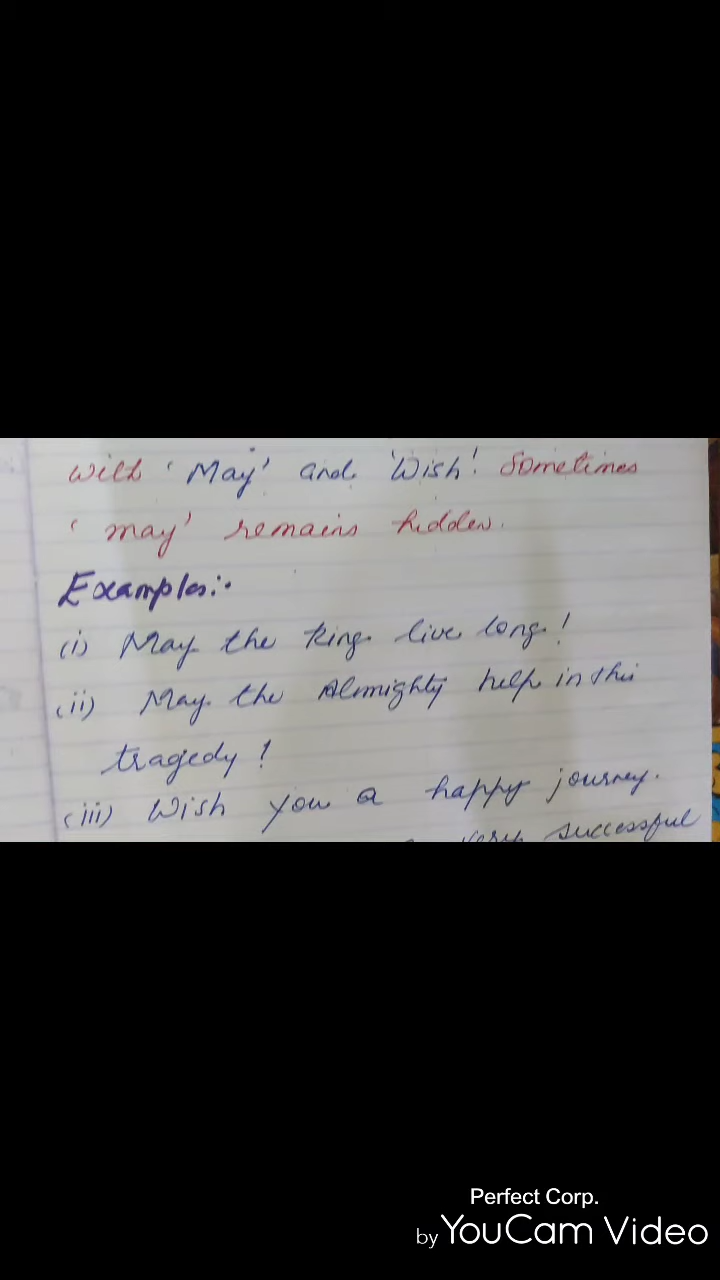 with 'May' and 'Wish'. Sometimes
'may' remains hidden.
Examples:-
(i) May the king live long!
(ii) May the Almighty help in this
tragedy!
(iii) Wish you a happy journey.
very successful
Perfect Corp.
by YouCam Video